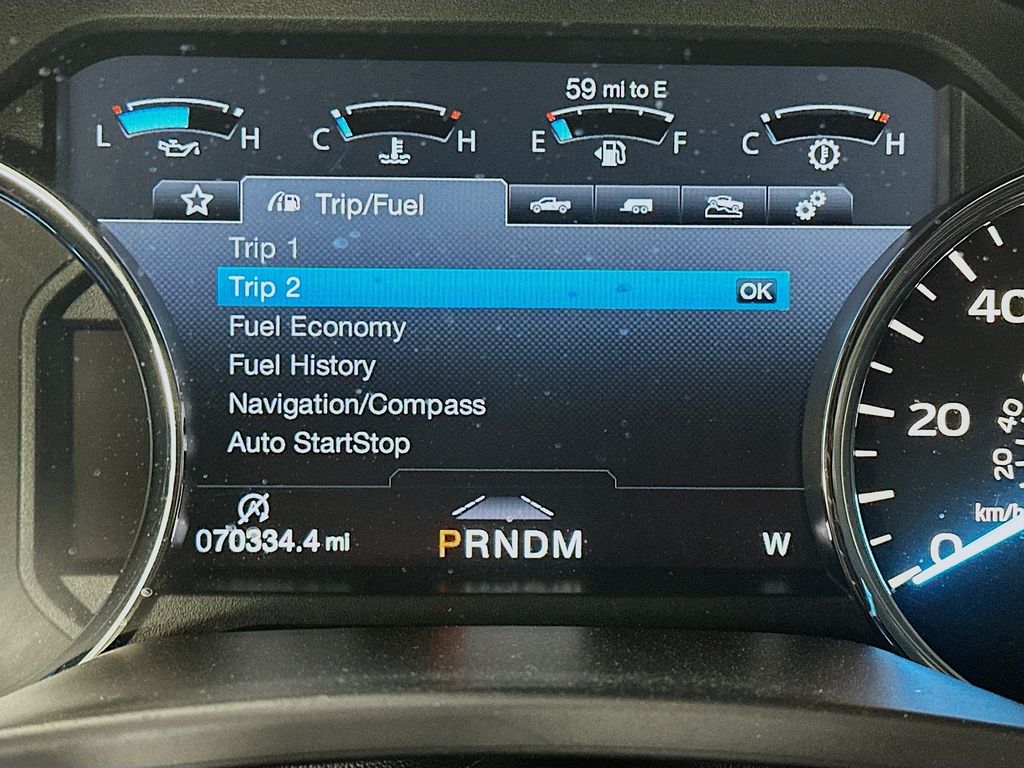 59 mi to E
L H C H E F C H
Trip/Fuel
Trip 1
Trip 2 OK
Fuel Economy
Fuel History
Navigation/Compass
Auto StartStop
070334.4 mi PRNDM W
40
20
0
40
20
km/h